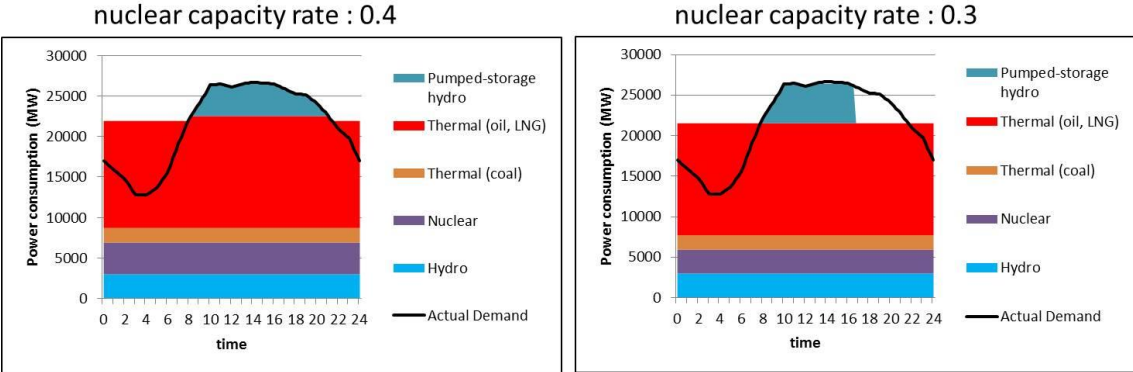 nuclear capacity rate : 0.4
30000
25000
20000
15000
10000
5000
0
Power consumption (MW)
0 2 4 6 8 10 12 14 16 18 20 22 24
time
Pumped-storage
hydro
Thermal (oil, LNG)
Thermal (coal)
Nuclear
Hydro
Actual Demand
nuclear capacity rate : 0.3
30000
25000
20000
15000
10000
5000
0
Power consumption (MW)
0 2 4 6 8 10 12 14 16 18 20 22 24
time
Pumped-storage
hydro
Thermal (oil, LNG)
Thermal (coal)
Nuclear
Hydro
Actual Demand